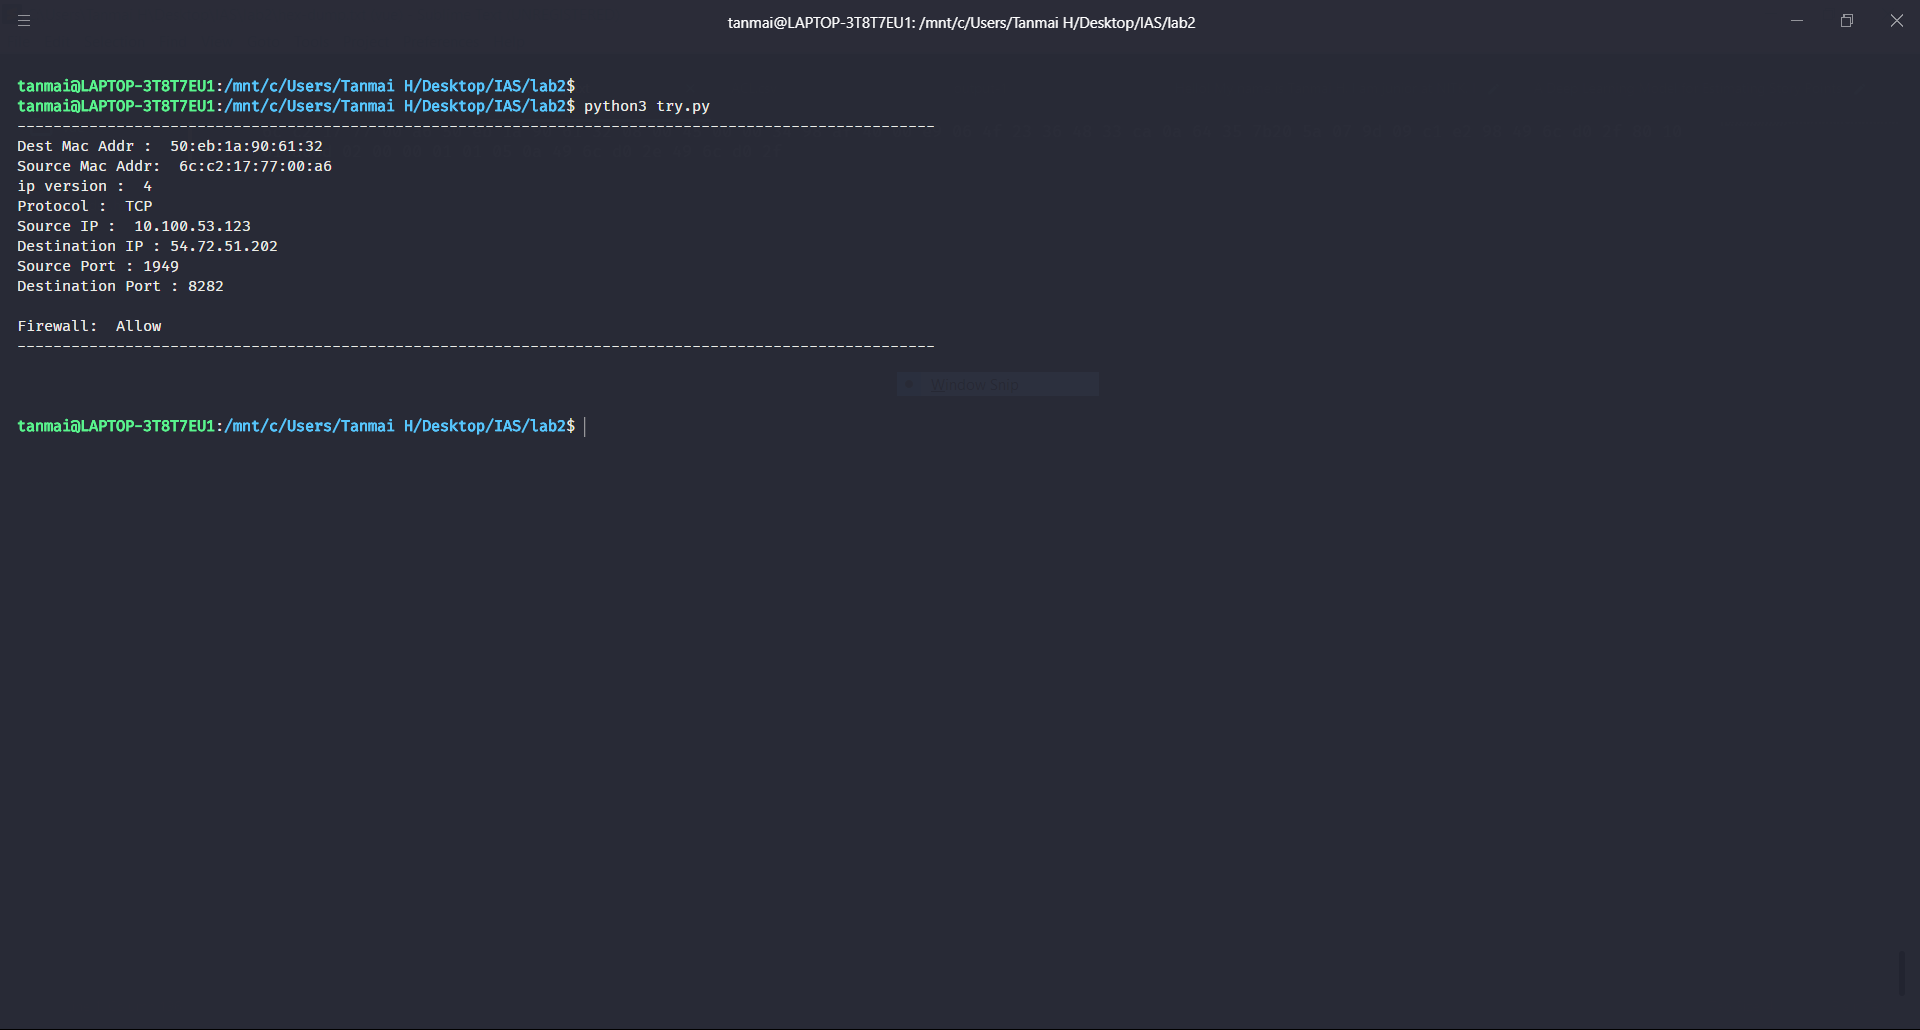 tanmai@LAPTOP-3T8T7EU1: /mnt/c/Users/Tanmai H/Desktop/IAS/lab2
tanmai@LAPTOP-3T8T7EU1:/mnt/c/Users/Tanmai H/Desktop/IAS/lab2$
tanmai@LAPTOP-3T8T7EU1:/mnt/c/Users/Tanmai H/Desktop/IAS/lab2$ python3 try.py
------------------------------------------------------------------------------------------------------
Dest Mac Addr :  50:eb:1a:90:61:32
Source Mac Addr:  6c:c2:17:77:00:a6
ip version :  4
Protocol :  TCP
Source IP :  10.100.53.123
Destination IP : 54.72.51.202
Source Port : 1949
Destination Port : 8282
Firewall:  Allow
------------------------------------------------------------------------------------------------------
Window Snip
tanmai@LAPTOP-3T8T7EU1:/mnt/c/Users/Tanmai H/Desktop/IAS/lab2$